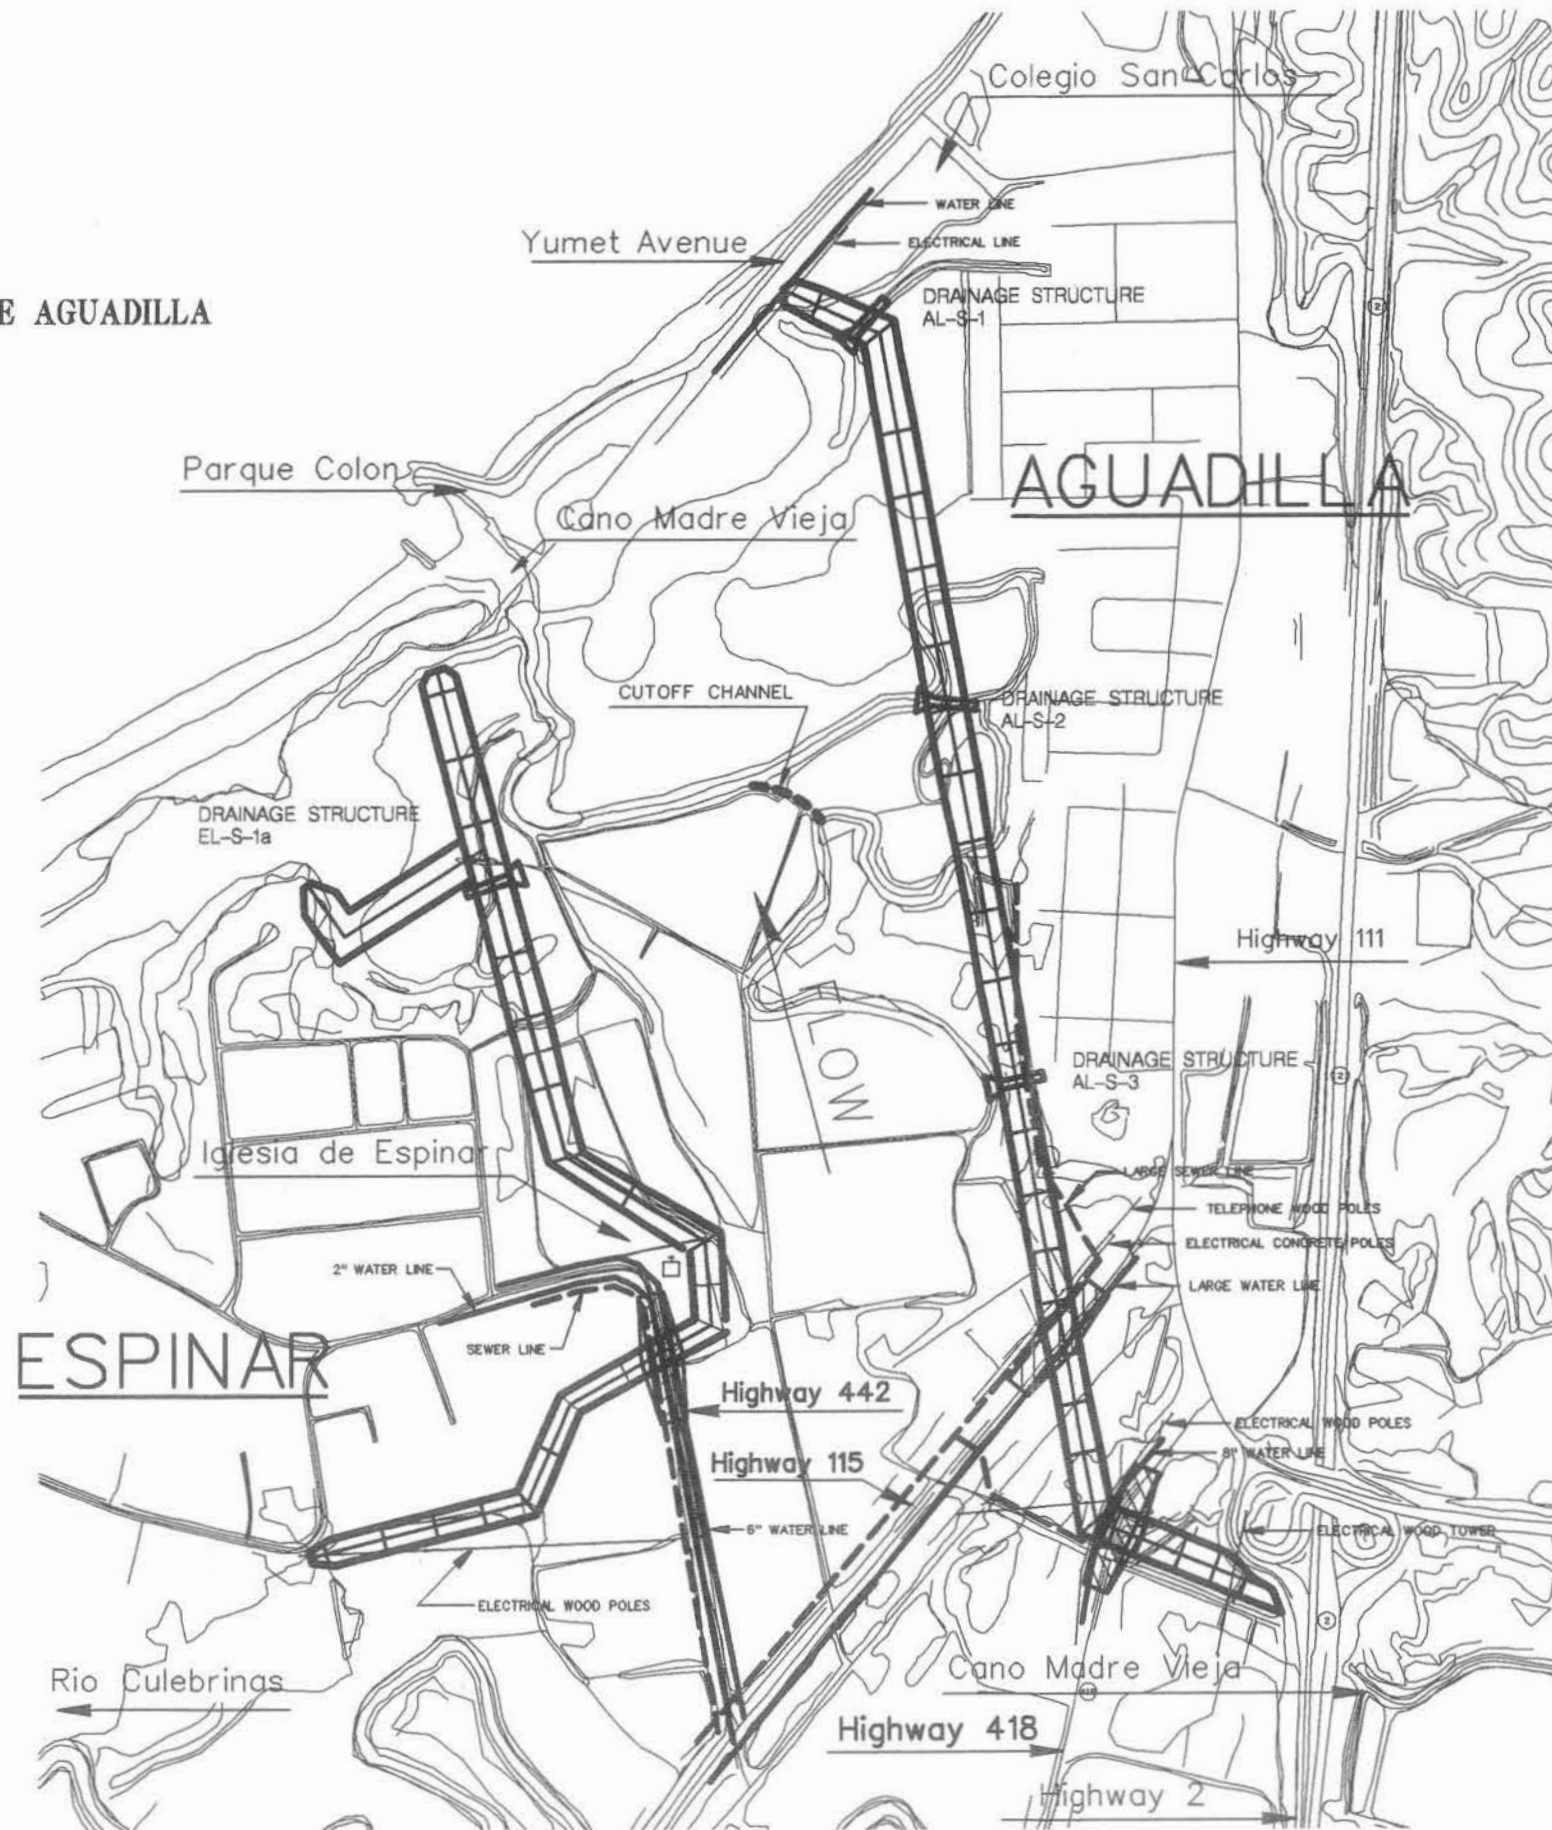 Colegio San Carlos
WATER LINE
Yumet Avenue
ELECTRICAL LINE
DRAINAGE STRUCTURE
AL-S-1
E AGUADILLA
2
Parque Colon
AGUADILLA
Cano Madre Vieja
CUTOFF CHANNEL
DRAINAGE STRUCTURE
AL-S-2
DRAINAGE STRUCTURE
EL-S-1a
Highway 111
FLOW
DRAINAGE STRUCTURE
AL-S-3
2
Iglesia de Espinar
LARGE SEWER LINE
TELEPHONE WOOD POLES
ELECTRICAL CONCRETE POLES
2" WATER LINE
LARGE WATER LINE
SEWER LINE
ESPINAR
Highway 442
ELECTRICAL WOOD POLES
8" WATER LINE
Highway 115
6" WATER LINE
ELECTRICAL WOOD TOWER
ELECTRICAL WOOD POLES
2
Rio Culebrinas
Cano Madre Vieja
Highway 418
Highway 2